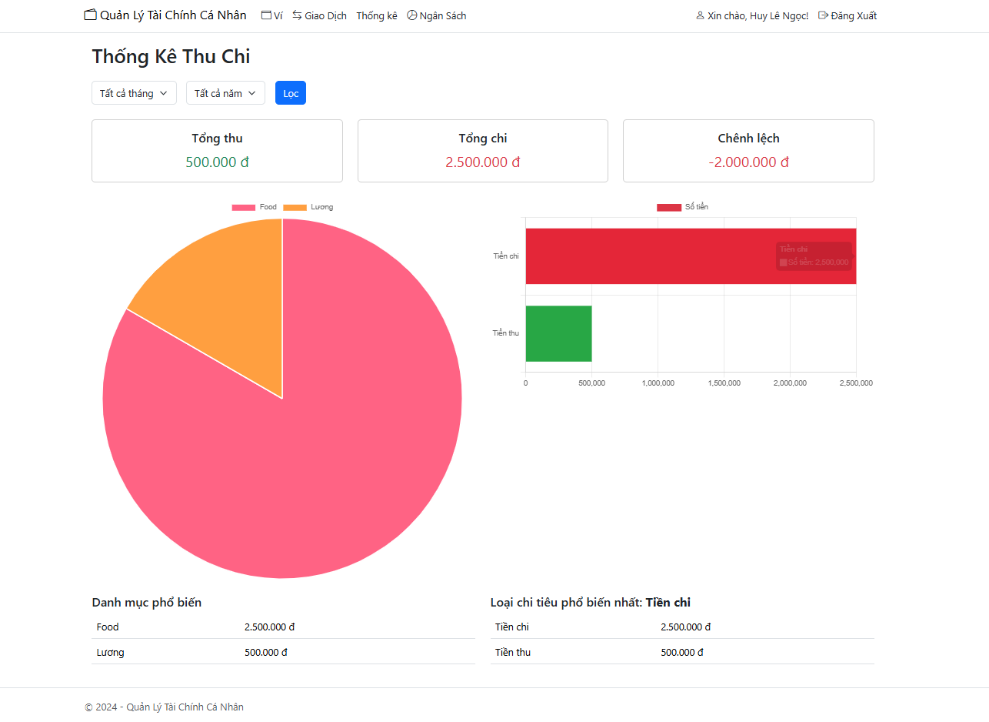 Quản Lý Tài Chính Cá Nhân Ví Giao Dịch Thống kê Ngân Sách Xin chào, Huy Lê Ngọc! Đăng Xuất
Thống Kê Thu Chi
Tất cả tháng Tất cả năm Lọc
Tổng thu
500.000 đ
Tổng chi
2.500.000 đ
Chênh lệch
-2.000.000 đ
Food Lương
Số tiền
Tiền chi
Tiền chi
Số tiền: 2,500,000
Tiền thu
0 500,000 1,000,000 1,500,000 2,000,000 2,500,000
Danh mục phổ biến
Food 2.500.000 đ
Lương 500.000 đ
Loại chi tiêu phổ biến nhất: Tiền chi
Tiền chi 2.500.000 đ
Tiền thu 500.000 đ
© 2024 - Quản Lý Tài Chính Cá Nhân